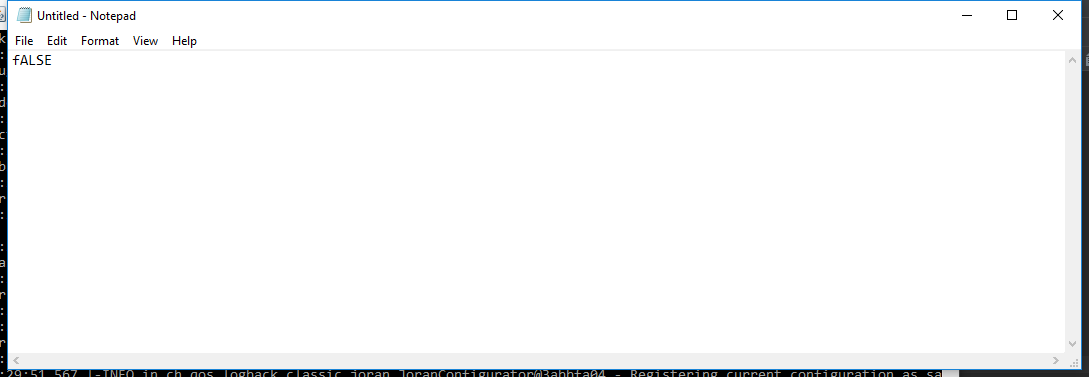 Untitled - Notepad
File Edit Format View Help
fALSE
:29:51,567 |-INFO in ch.qos.logback.classic.joran.JoranConfigurator@3abbfa04 - Registering current configuration as sa